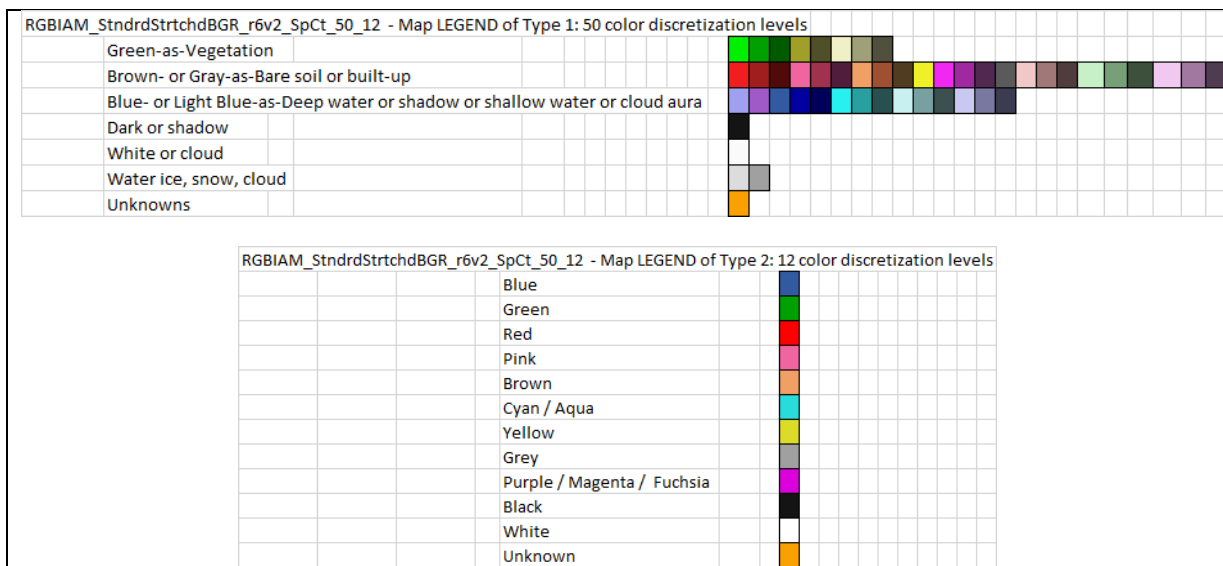 RGBIAM_StndrdStrtchdBGR_r6v2_SpCt_50_12 - Map LEGEND of Type 1: 50 color discretization levels
Green-as-Vegetation
Brown- or Gray-as-Bare soil or built-up
Blue- or Light Blue-as-Deep water or shadow or shallow water or cloud aura
Dark or shadow
White or cloud
Water ice, snow, cloud
Unknowns
RGBIAM_StndrdStrtchdBGR_r6v2_SpCt_50_12 - Map LEGEND of Type 2: 12 color discretization levels
Blue
Green
Red
Pink
Brown
Cyan / Aqua
Yellow
Grey
Purple / Magenta / Fuchsia
Black
White
Unknown